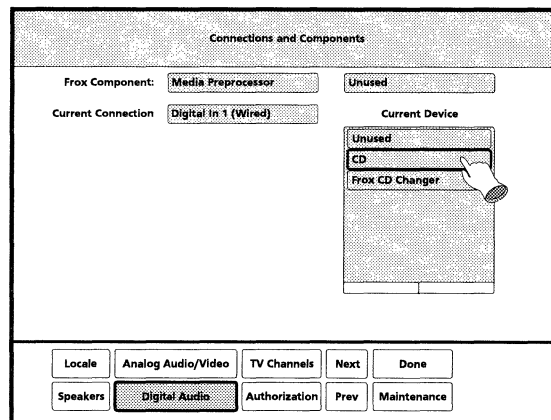 Connections and Components
Frox Component: Media Preprocessor Unused
Current Connection Digital In 1 (Wired) Current Device
Unused
CD
Frox CD Changer
Locale Analog Audio/Video TV Channels Next Done
Speakers Digital Audio Authorization Prev Maintenance